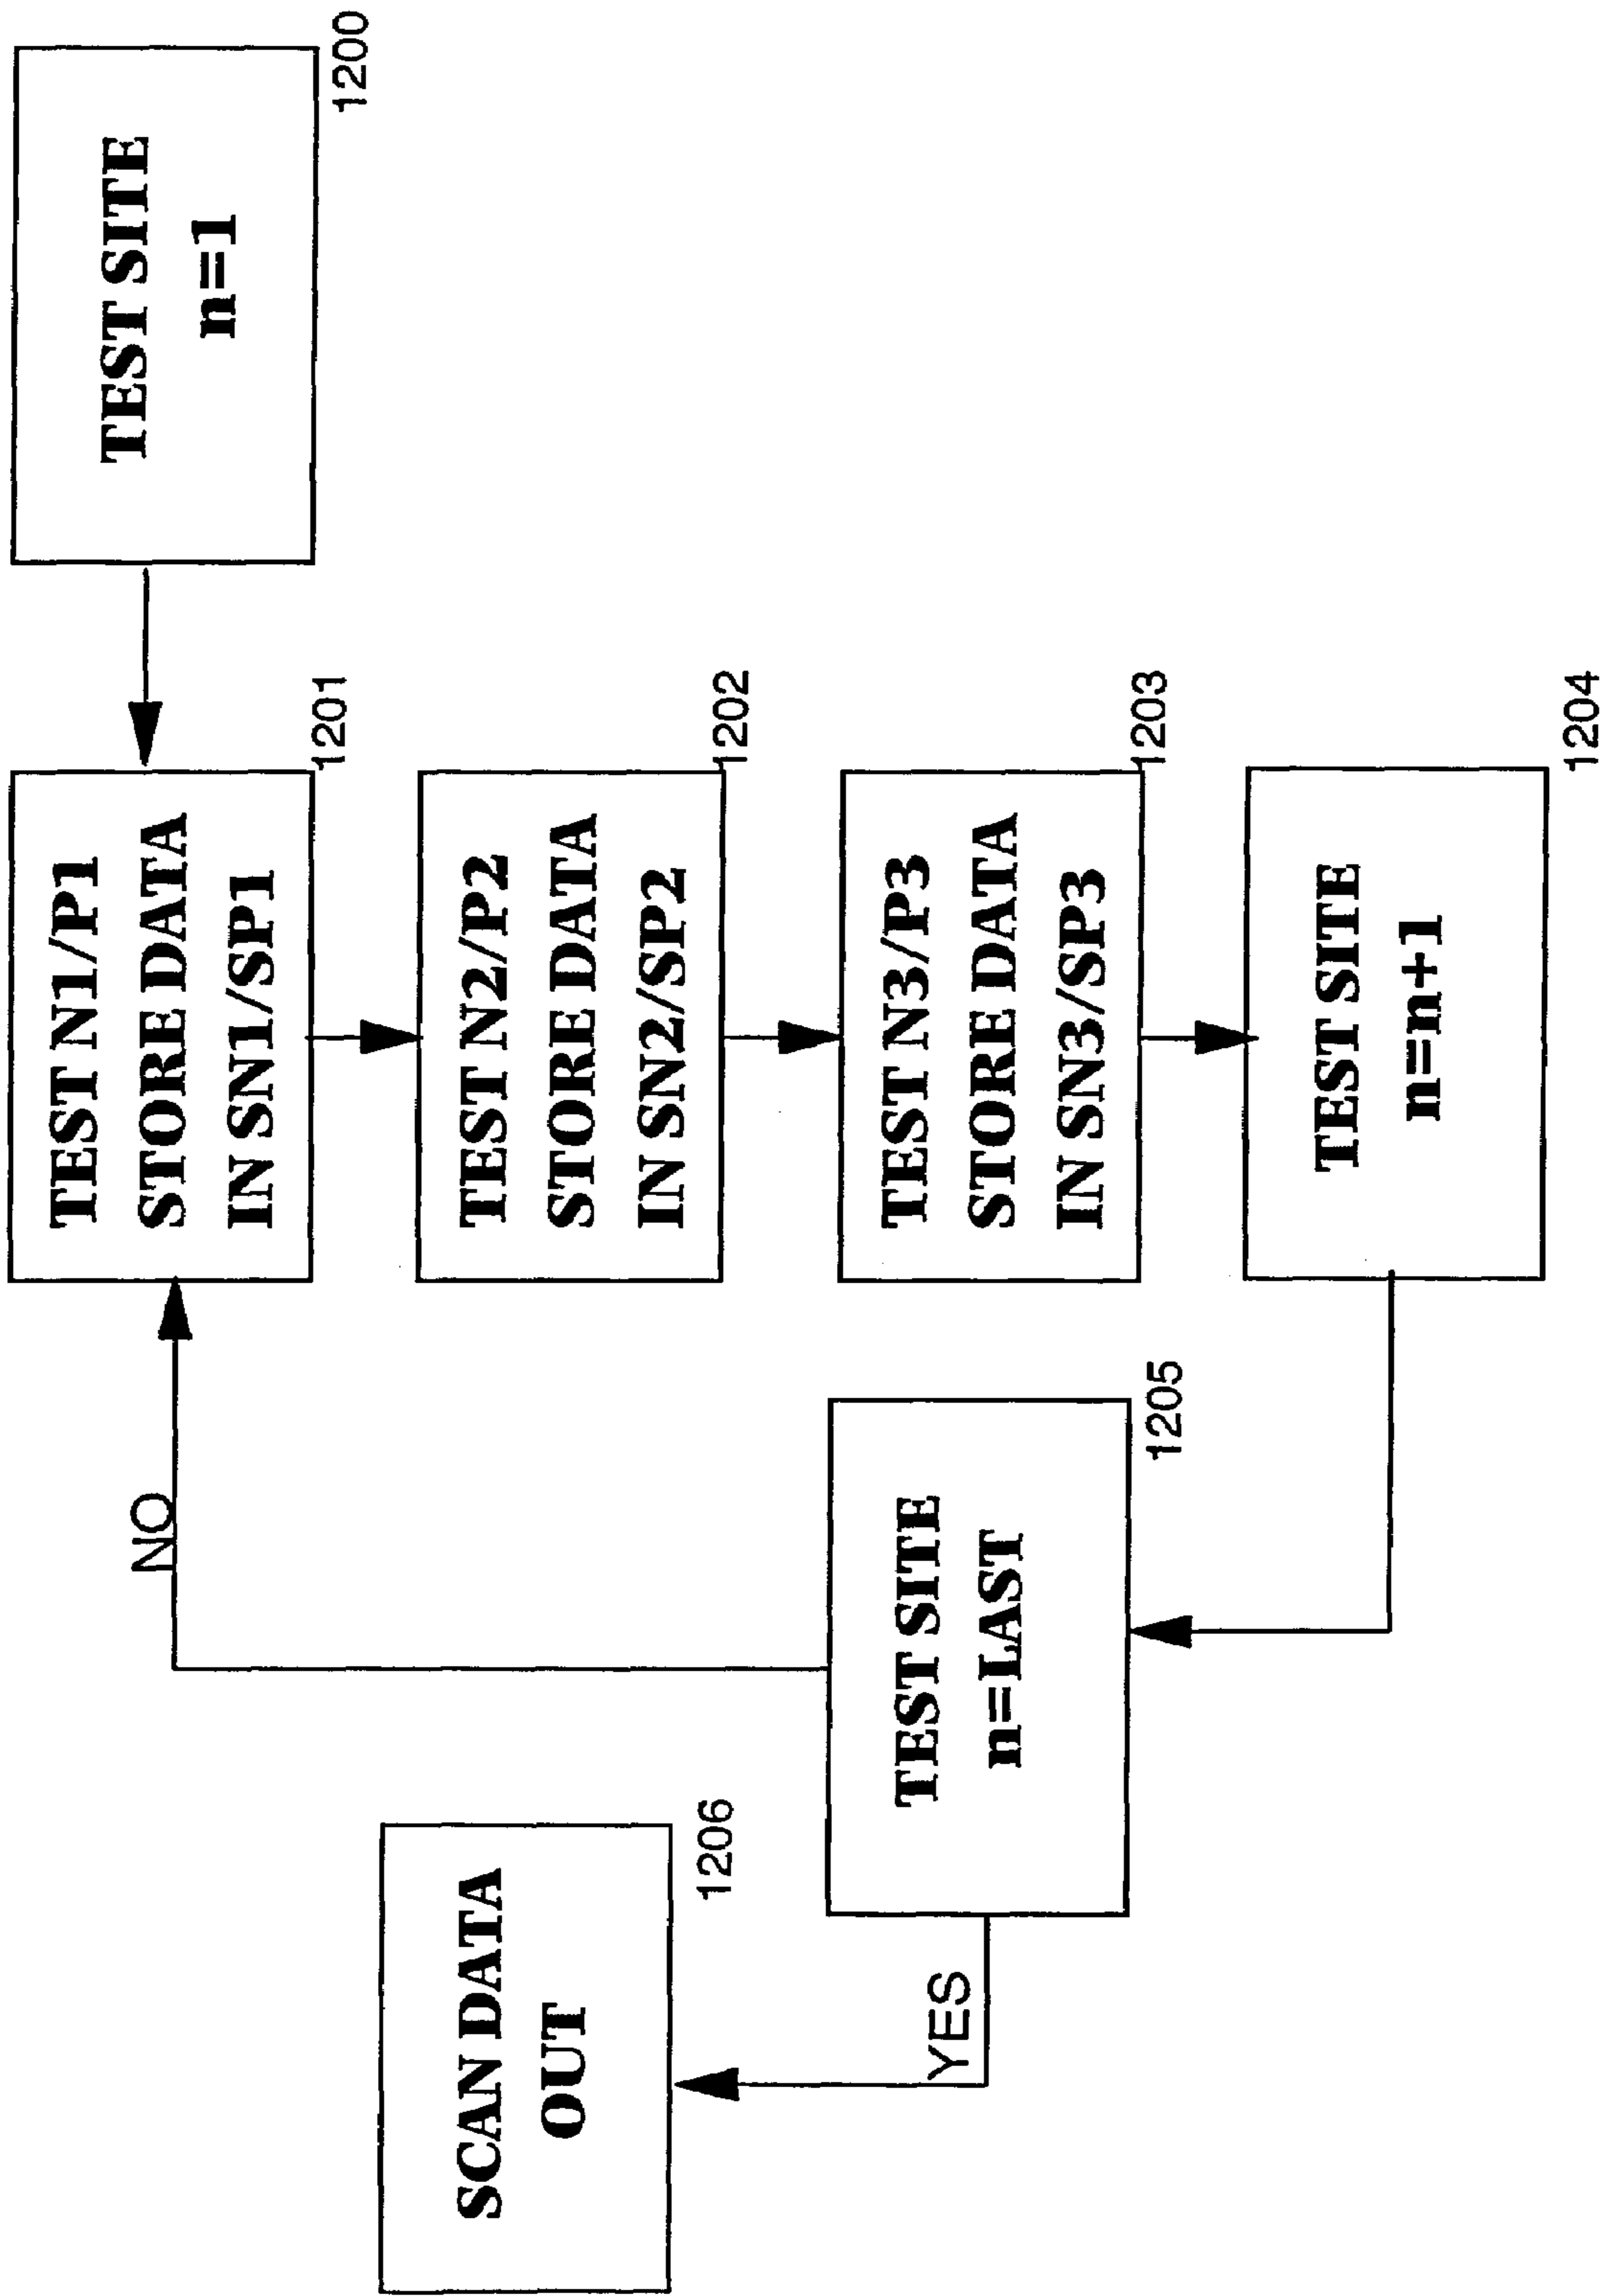 TEST SITE
n=1
1200
TEST N1/P1
STORE DATA
IN SN1/SP1
1201
TEST N2/P2
STORE DATA
IN SN2/SP2
1202
TEST N3/P3
STORE DATA
IN SN3/SP3
1203
TEST SITE
n=n+1
1204
TEST SITE
n=LAST
1205
NO
YES
SCAN DATA
OUT
1206